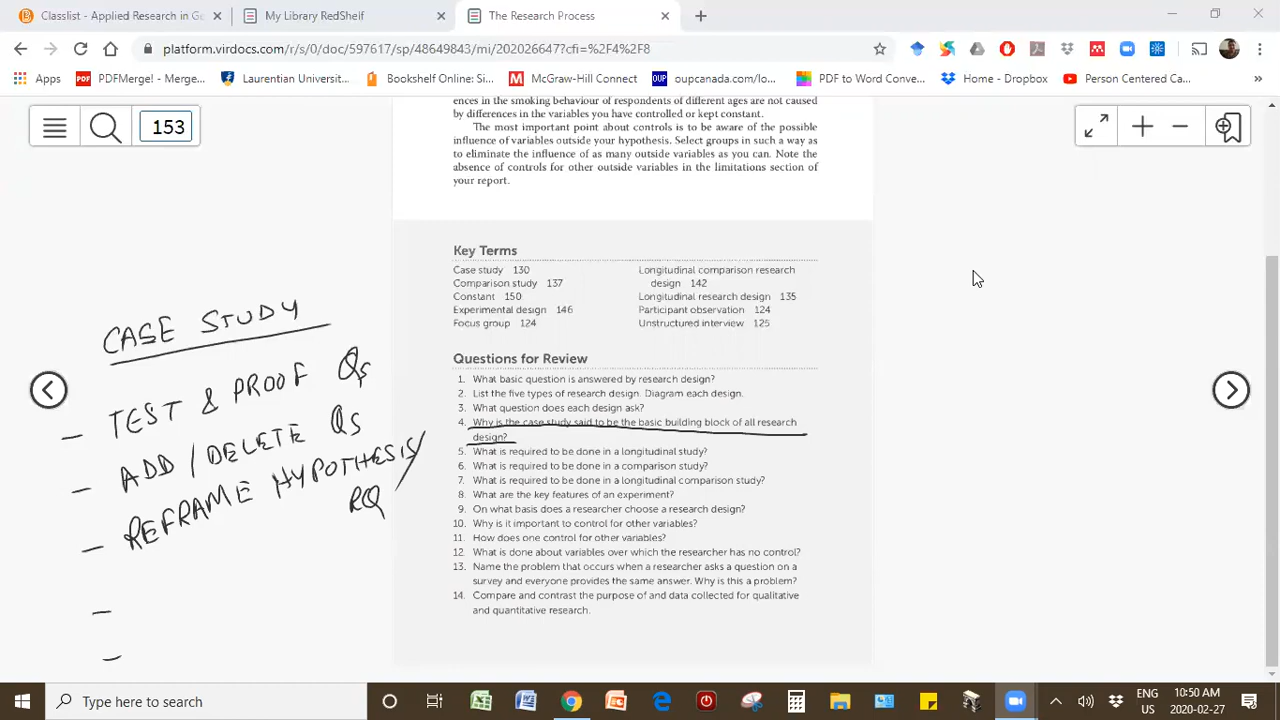 Classlist - Applied Research in Ge
My Library RedShelf
The Research Process
platform.virdocs.com/r/s/0/doc/597617/sp/48649843/mi/202026647?cfi=%2F4%2F8
Apps
PDFMerge! - Merge...
Laurentian Universit...
Bookshelf Online: Si...
McGraw-Hill Connect
oupcanada.com/lo...
PDF to Word Conve...
Home - Dropbox
Person Centered Ca...
153
ences in the smoking behaviour of respondents of different ages are not caused
by differences in the variables you have controlled or kept constant.
The most important point about controls is to be aware of the possible
influence of variables outside your hypothesis. Select groups in such a way as
to eliminate the influence of as many outside variables as you can. Note the
absence of controls for other outside variables in the limitations section of
your report.
Key Terms
Case study 130
Comparison study 137
Constant 150
Experimental design 146
Focus group 124
Longitudinal comparison research
design 142
Longitudinal research design 135
Participant observation 124
Unstructured interview 125
Questions for Review
1. What basic question is answered by research design?
2. List the five types of research design. Diagram each design.
3. What question does each design ask?
4. Why is the case study said to be the basic building block of all research
design?
5. What is required to be done in a longitudinal study?
6. What is required to be done in a comparison study?
7. What is required to be done in a longitudinal comparison study?
8. What are the key features of an experiment?
9. On what basis does a researcher choose a research design?
10. Why is it important to control for other variables?
11. How does one control for other variables?
12. What is done about variables over which the researcher has no control?
13. Name the problem that occurs when a researcher asks a question on a
survey and everyone provides the same answer. Why is this a problem?
14. Compare and contrast the purpose of and data collected for qualitative
and quantitative research.
CASE STUDY
- TEST & PROOF Qs
- ADD / DELETE Qs
- REFRAME HYPOTHESIS/
RQ
-
-
Type here to search
ENG
US
10:50 AM
2020-02-27